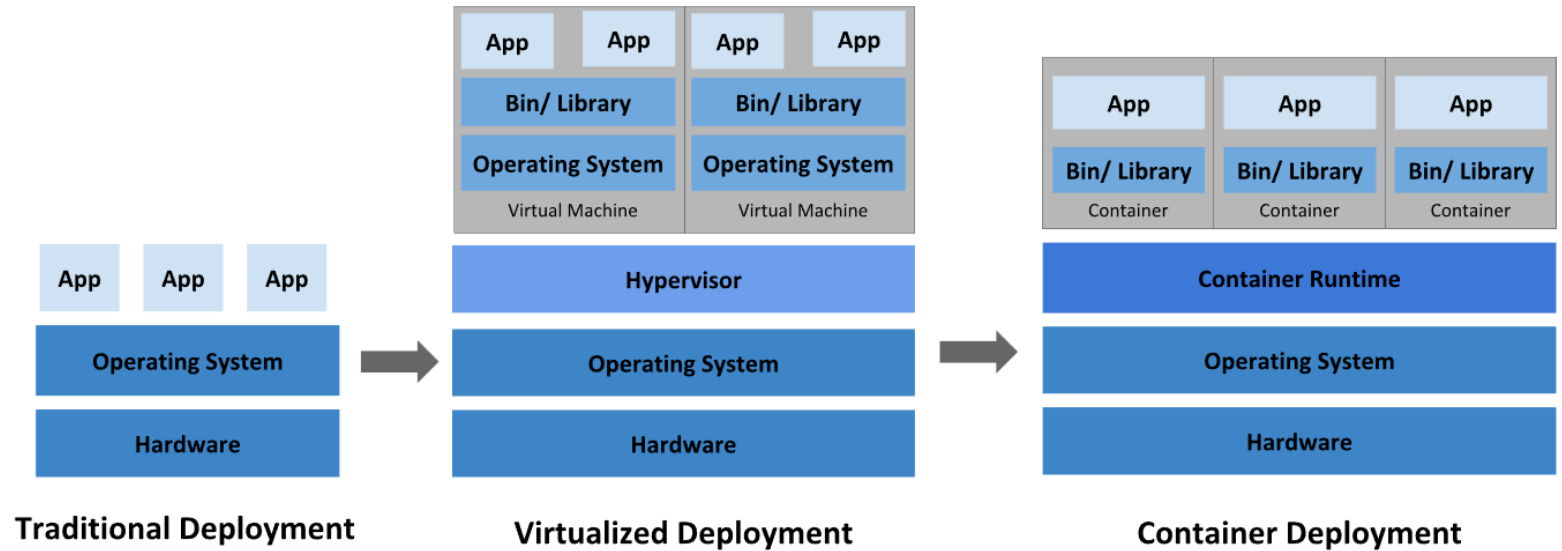 App
App
App
Operating System
Hardware
Traditional Deployment
App
App
Bin/ Library
Operating System
Virtual Machine
App
App
Bin/ Library
Operating System
Virtual Machine
Hypervisor
Operating System
Hardware
Virtualized Deployment
App
Bin/ Library
Container
App
Bin/ Library
Container
App
Bin/ Library
Container
Container Runtime
Operating System
Hardware
Container Deployment